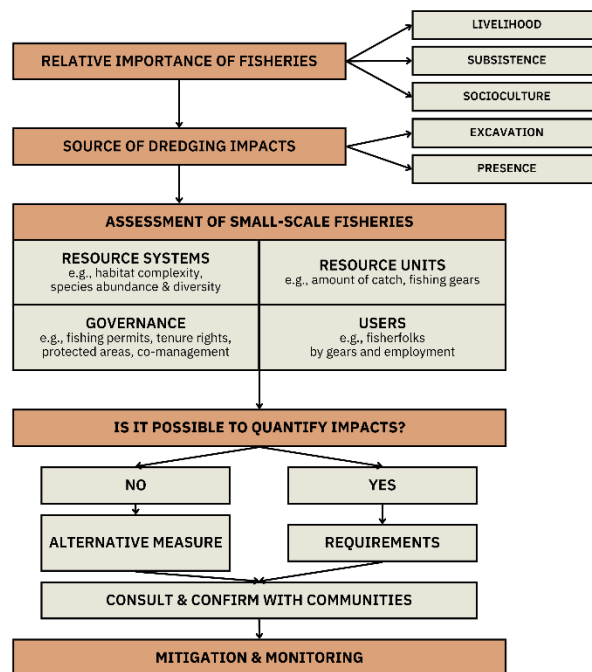 LIVELIHOOD
RELATIVE IMPORTANCE OF FISHERIES
SUBSISTENCE
SOCIOCULTURE
SOURCE OF DREDGING IMPACTS
EXCAVATION
PRESENCE
ASSESSMENT OF SMALL-SCALE FISHERIES
RESOURCE SYSTEMS
e.g., habitat complexity,
species abundance & diversity
RESOURCE UNITS
e.g., amount of catch, fishing gears
GOVERNANCE
e.g., fishing permits, tenure rights,
protected areas, co-management
USERS
e.g., fisherfolks
by gears and employment
IS IT POSSIBLE TO QUANTIFY IMPACTS?
NO
YES
ALTERNATIVE MEASURE
REQUIREMENTS
CONSULT & CONFIRM WITH COMMUNITIES
MITIGATION & MONITORING